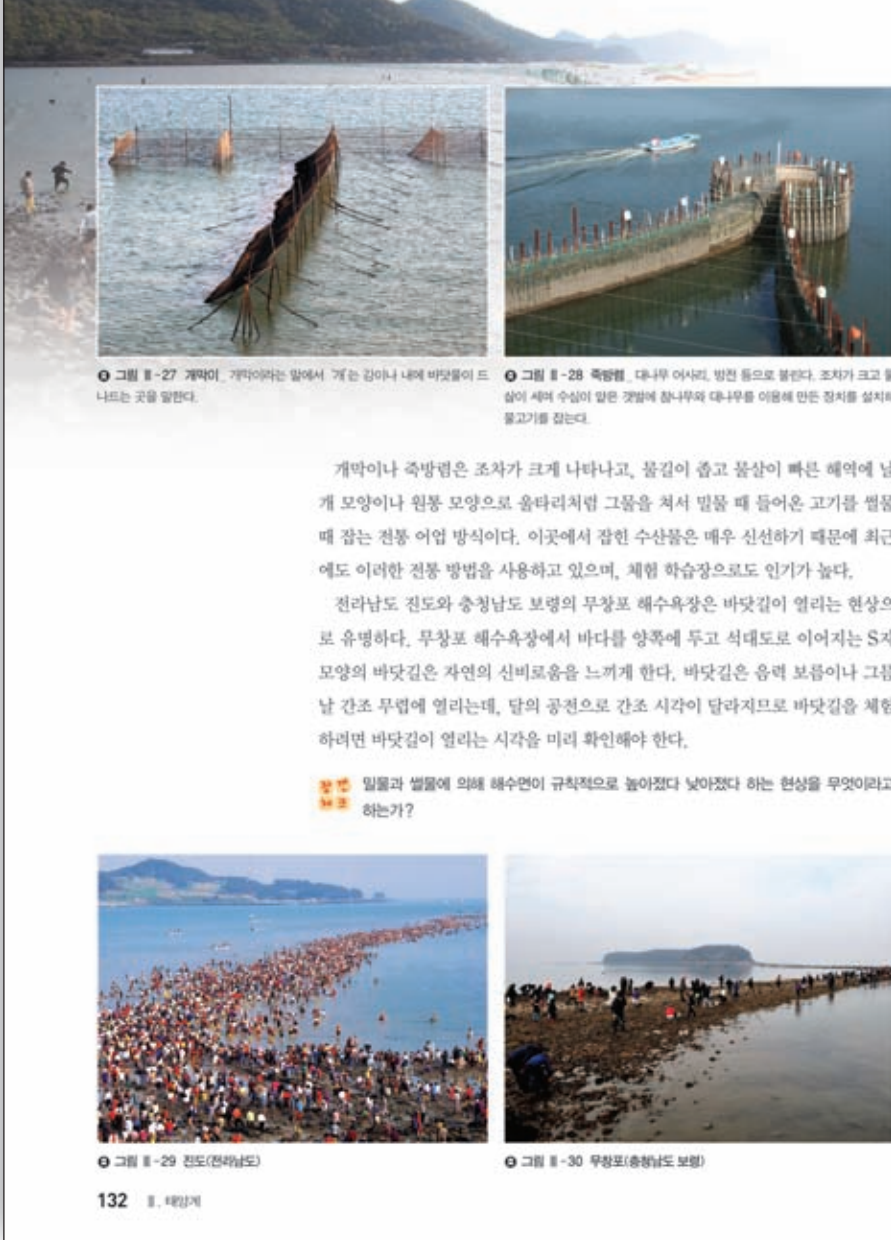 그림 Ⅱ-27 개막이_ 개막이라는 말에서 '개'는 강이나 내에 바닷물이 드
나드는 곳을 말한다.
그림 Ⅱ-28 죽방렴_ 대나무 어사리, 방전 등으로 불린다. 조차가 크고 물
살이 세며 수심이 얕은 갯벌에 참나무와 대나무를 이용해 만든 장치를 설치하
물고기를 잡는다.
개막이나 죽방렴은 조차가 크게 나타나고, 물길이 좁고 물살이 빠른 해역에 날
개 모양이나 원통 모양으로 울타리처럼 그물을 쳐서 밀물 때 들어온 고기를 썰물
때 잡는 전통 어업 방식이다. 이곳에서 잡힌 수산물은 매우 신선하기 때문에 최근
에도 이러한 전통 방법을 사용하고 있으며, 체험 학습장으로도 인기가 높다.
전라남도 진도와 충청남도 보령의 무창포 해수욕장은 바닷길이 열리는 현상으
로 유명하다. 무창포 해수욕장에서 바다를 양쪽에 두고 석대도로 이어지는 S자
모양의 바닷길은 자연의 신비로움을 느끼게 한다. 바닷길은 음력 보름이나 그믐
날 간조 무렵에 열리는데, 달의 공전으로 간조 시각이 달라지므로 바닷길을 체험
하려면 바닷길이 열리는 시각을 미리 확인해야 한다.
밀물과 썰물에 의해 해수면이 규칙적으로 높아졌다 낮아졌다 하는 현상을 무엇이라고
하는가?
그림 Ⅱ-29 진도(전라남도)
그림 Ⅱ-30 무창포(충청남도 보령)
132 Ⅱ. 태양계